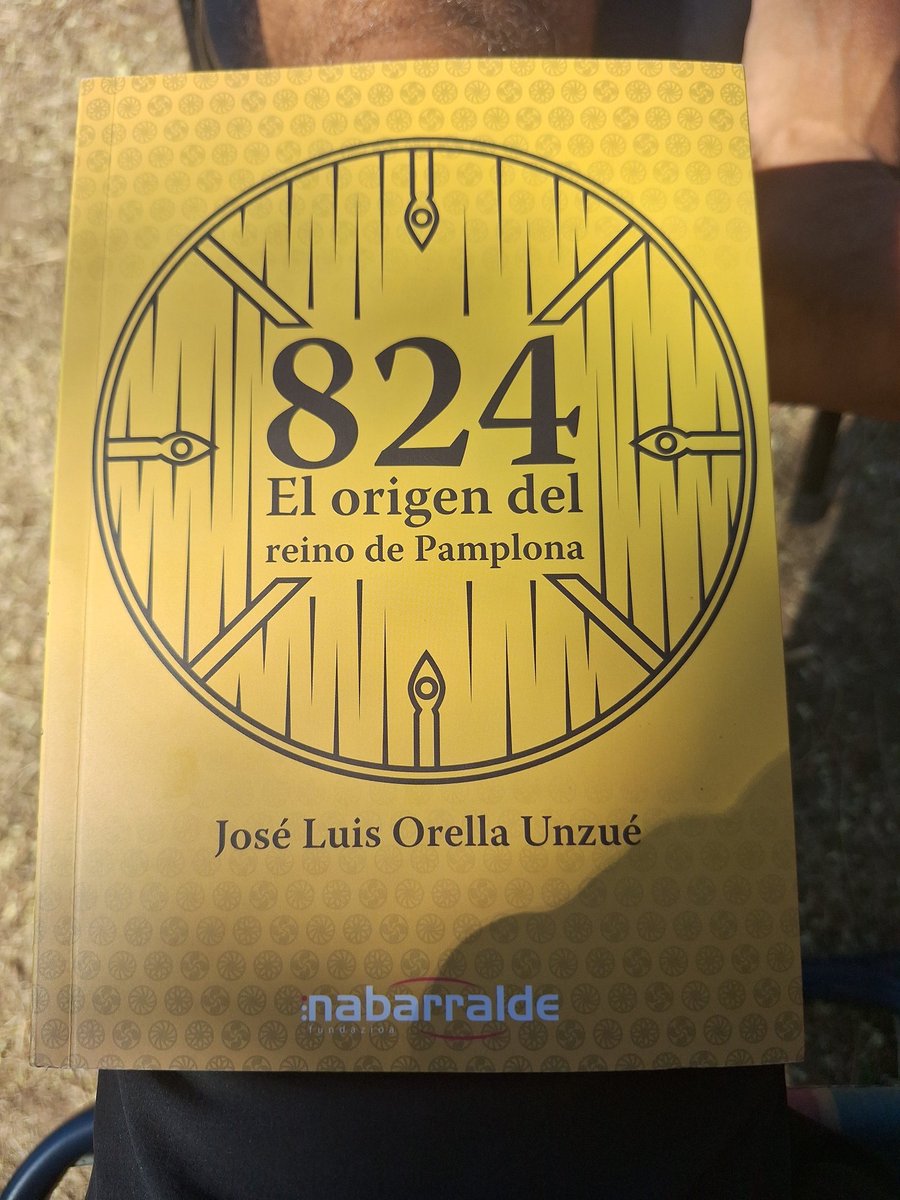 824
El origen del
reino de Pamplona
José Luis Orella Unzué
:nabarralde
fundazioa